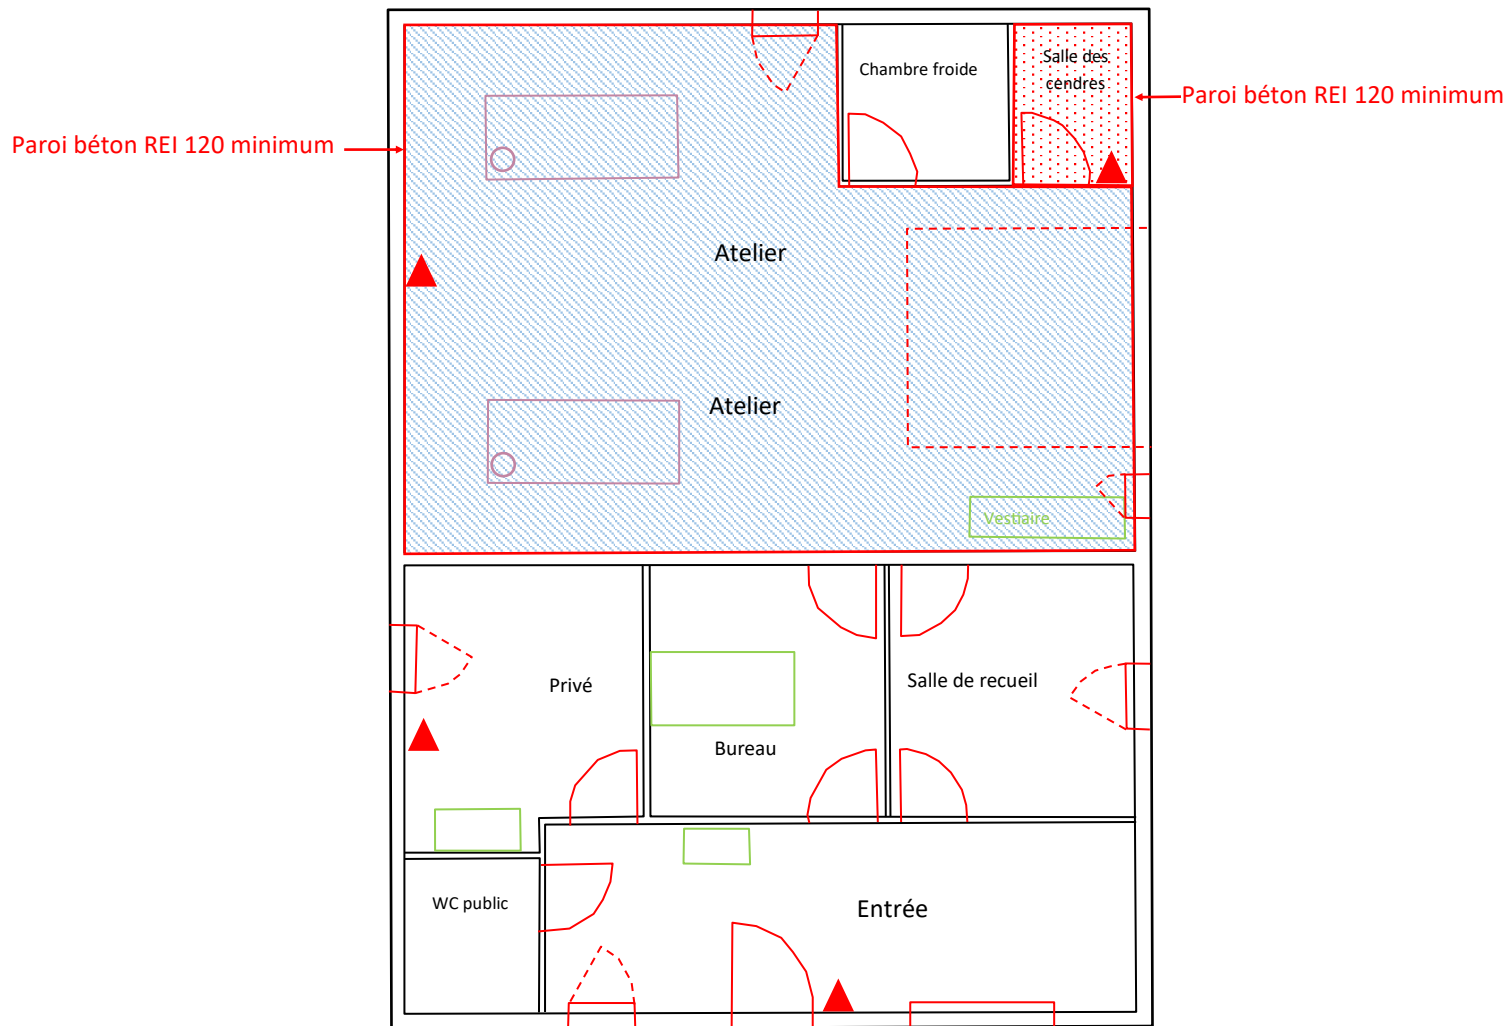 Chambre froide
Salle des
cendres
Paroi béton REI 120 minimum
Paroi béton REI 120 minimum
Atelier
Atelier
Vestiaire
Privé
Salle de recueil
Bureau
WC public
Entrée